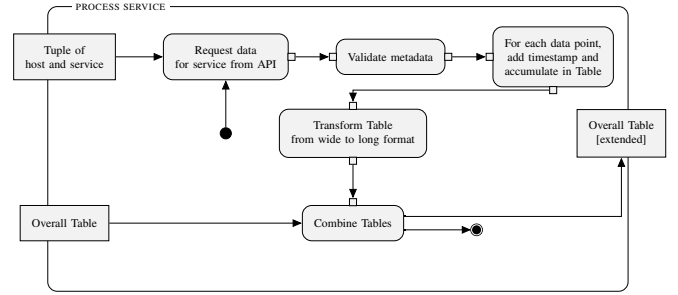 PROCESS SERVICE
Tuple of
host and service
Request data
for service from API
Validate metadata
For each data point,
add timestamp and
accumulate in Table
Transform Table
from wide to long format
Overall Table
[extended]
Overall Table
Combine Tables